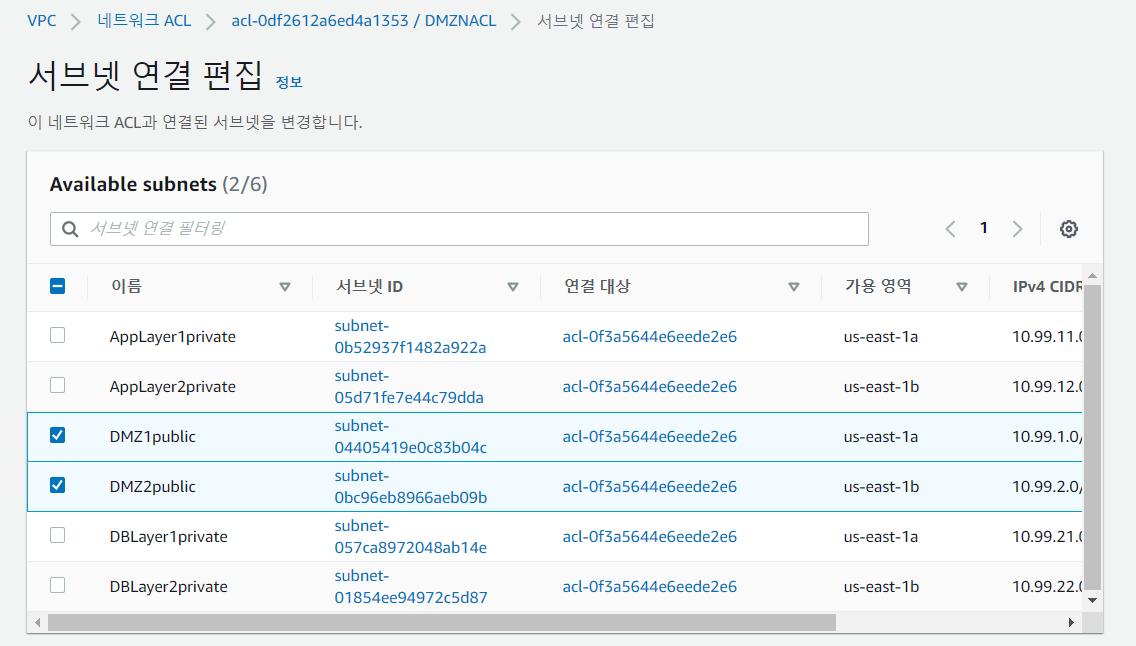 VPC > 네트워크 ACL > acl-0df2612a6ed4a1353 / DMZNACL > 서브넷 연결 편집
서브넷 연결 편집 정보
이 네트워크 ACL과 연결된 서브넷을 변경합니다.
Available subnets (2/6)
서브넷 연결 필터링
1
이름 서브넷 ID 연결 대상 가용 영역 IPv4 CIDR
AppLayer1private subnet-0b52937f1482a922a acl-0f3a5644e6eede2e6 us-east-1a 10.99.11.0
AppLayer2private subnet-05d71fe7e44c79dda acl-0f3a5644e6eede2e6 us-east-1b 10.99.12.0
DMZ1public subnet-04405419e0c83b04c acl-0f3a5644e6eede2e6 us-east-1a 10.99.1.0/
DMZ2public subnet-0bc96eb8966aeb09b acl-0f3a5644e6eede2e6 us-east-1b 10.99.2.0/
DBLayer1private subnet-057ca8972048ab14e acl-0f3a5644e6eede2e6 us-east-1a 10.99.21.0
DBLayer2private subnet-01854ee94972c5d87 acl-0f3a5644e6eede2e6 us-east-1b 10.99.22.0